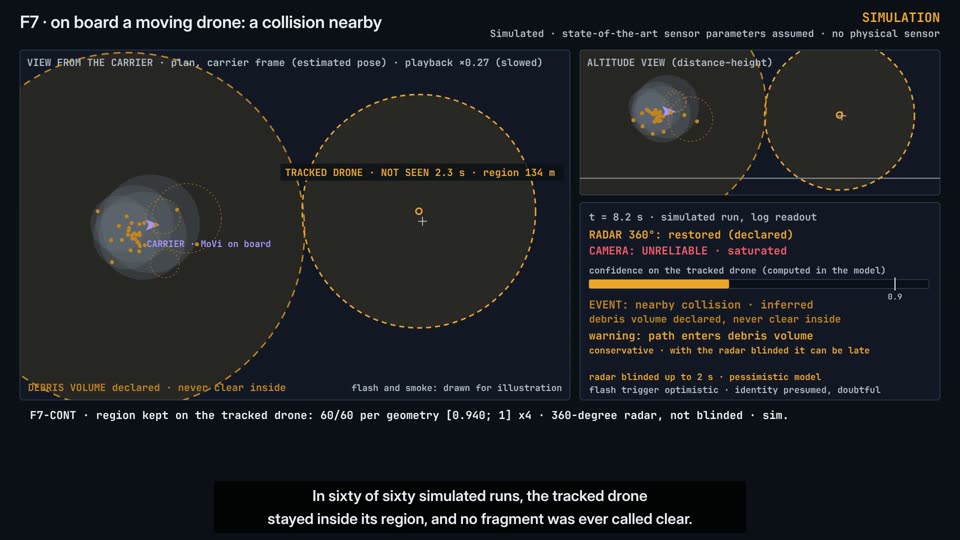 F7 · on board a moving drone: a collision nearby
SIMULATION
Simulated · state-of-the-art sensor parameters assumed · no physical sensor
VIEW FROM THE CARRIER · plan, carrier frame (estimated pose) · playback ×0.27 (slowed)
TRACKED DRONE · NOT SEEN 2.3 s · region 134 m
CARRIER · MoVi on board
DEBRIS VOLUME declared · never clear inside
flash and smoke: drawn for illustration
ALTITUDE VIEW (distance-height)
t = 8.2 s · simulated run, log readout
RADAR 360°: restored (declared)
CAMERA: UNRELIABLE · saturated
confidence on the tracked drone (computed in the model)
0.9
EVENT: nearby collision · inferred
debris volume declared, never clear inside
warning: path enters debris volume
conservative · with the radar blinded it can be late
radar blinded up to 2 s · pessimistic model
flash trigger optimistic · identity presumed, doubtful
F7-CONT · region kept on the tracked drone: 60/60 per geometry [0.940; 1] x4 · 360-degree radar, not blinded · sim.
In sixty of sixty simulated runs, the tracked drone
stayed inside its region, and no fragment was ever called clear.